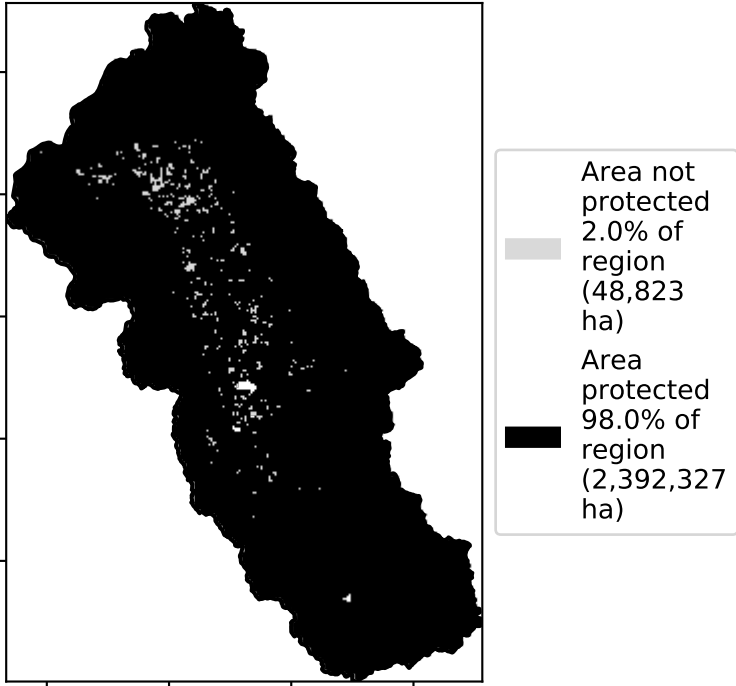 Area not
protected
2.0% of
region
(48,823
ha)
Area
protected
98.0% of
region
(2,392,327
ha)